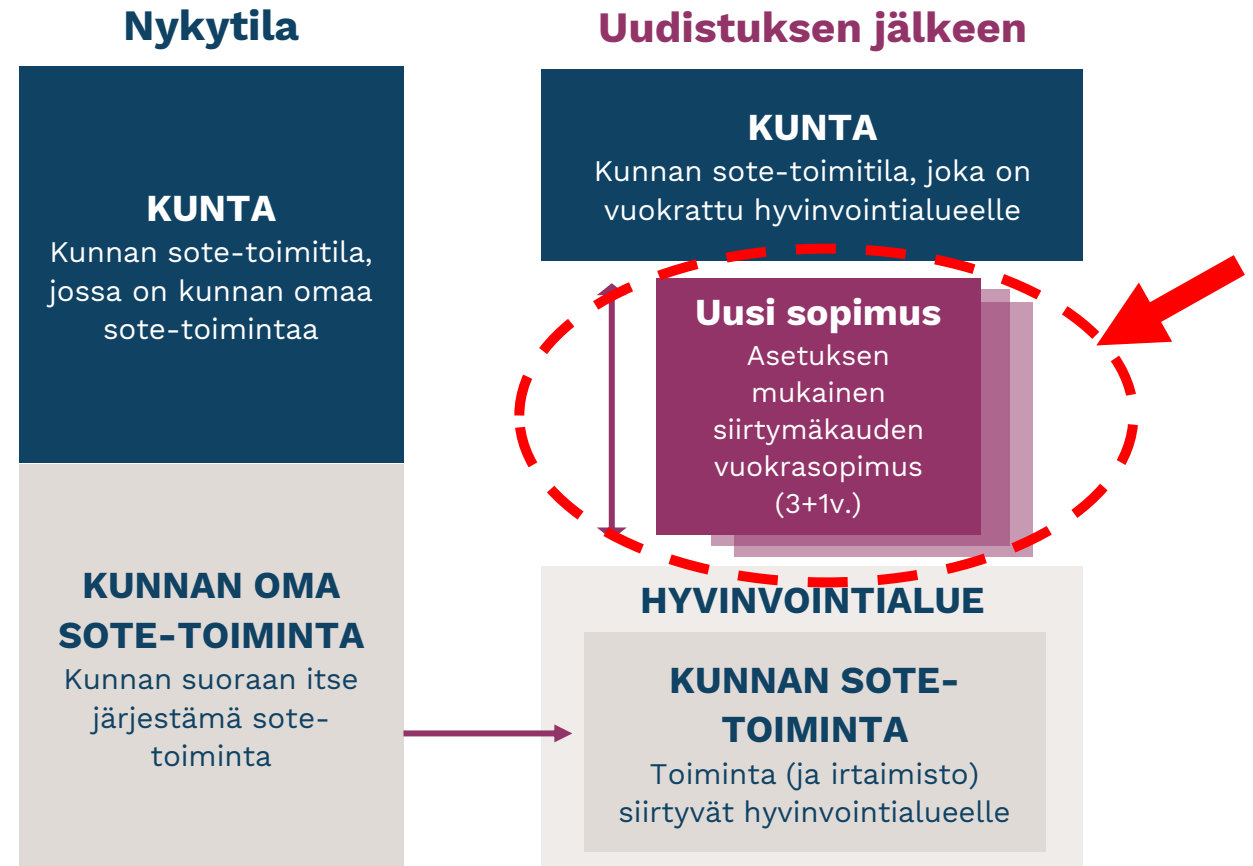 Nykytila
KUNTA
Kunnan sote-toimitila,
jossa on kunnan omaa
sote-toimintaa
KUNNAN OMA
SOTE-TOIMINTA
Kunnan suoraan itse
järjestämä sote-
toiminta
Uudistuksen jälkeen
KUNTA
Kunnan sote-toimitila, joka on
vuokrattu hyvinvointialueelle
Uusi sopimus
Asetuksen
mukainen
siirtymäkauden
vuokrasopimus
(3+1v.)
HYVINVOINTIALUE
KUNNAN SOTE-
TOIMINTA
Toiminta (ja irtaimisto)
siirtyvät hyvinvointialueelle